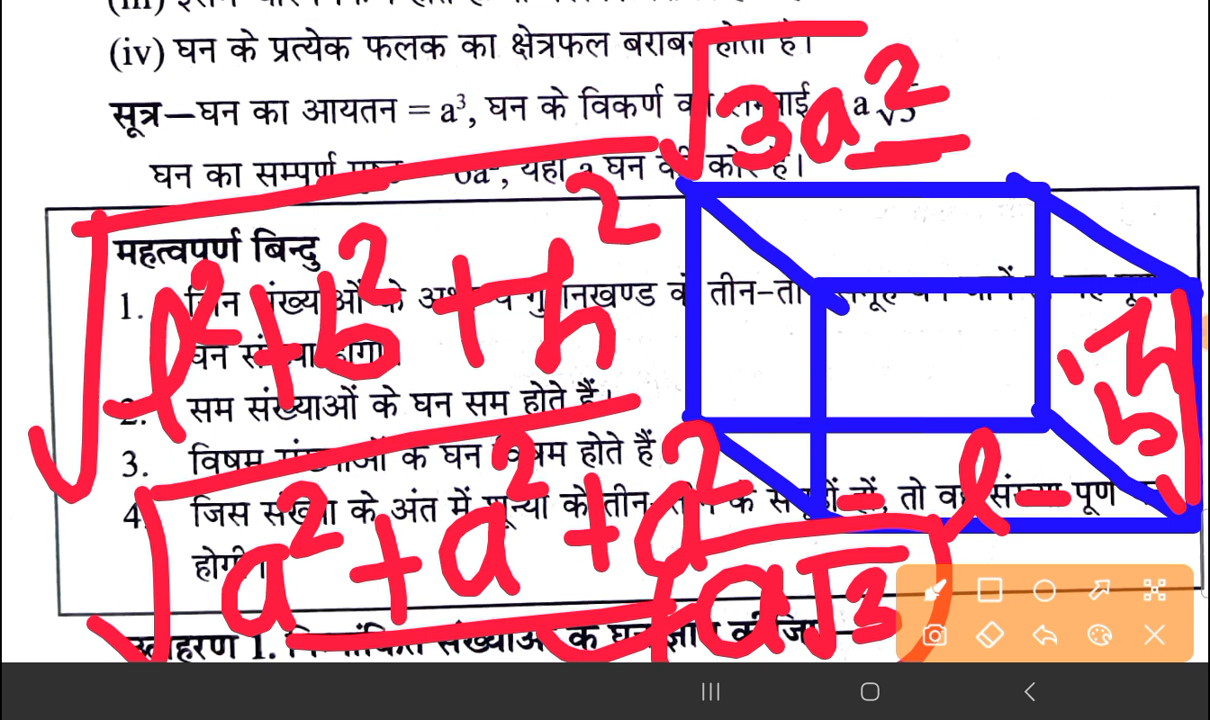 (iv) घन के प्रत्येक फलक का क्षेत्रफल बराबर होता है।
सूत्र—घन का आयतन = a³, घन के विकर्ण की लम्बाई a√3
घन का सम्पूर्ण 6a², यहाँ a घन की कोर है।
√3a²
महत्वपूर्ण बिन्दु
√l²+b²+h²
1. जिन संख्याओं के गुणनखण्ड के तीन-तीन
घन संख्या होगी।
2. सम संख्याओं के घन सम होते हैं।
3. विषम संख्याओं के घन विषम होते हैं
4. जिस संख्या के अंत में शून्यों के तीन तीन के समूहों हों, तो वह संख्या पूर्ण
होगी।
h
b
l
√a²+a²+a²
a√3
उदाहरण 1. निम्नांकित संख्याओं के घन ज्ञात कीजिए—